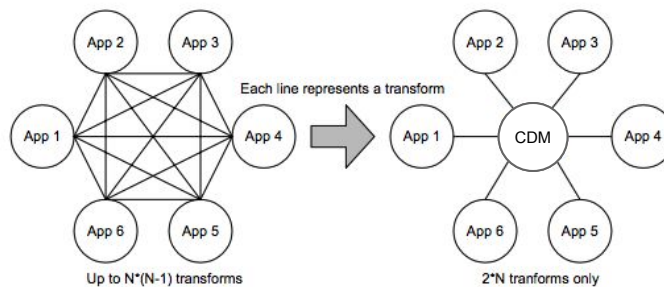 App 2
App 3
App 2
App 3
Each line represents a transform
App 1
App 4
App 1
CDM
App 4
App 6
App 5
App 6
App 5
Up to N*(N-1) transforms
2*N tranforms only